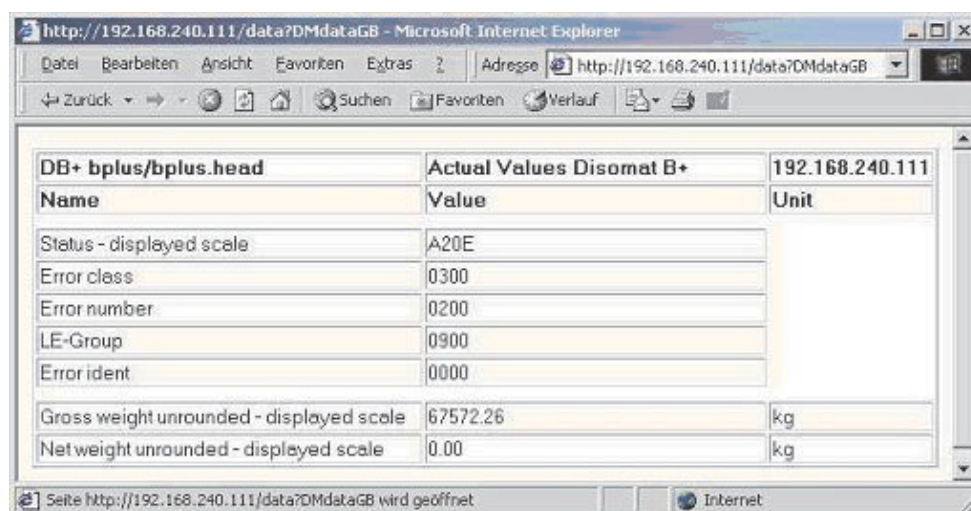 http://192.168.240.111/data?DMdataGB - Microsoft Internet Explorer
Datei Bearbeiten Ansicht Favoriten Extras ? Adresse http://192.168.240.111/data?DMdataGB
Zurück Suchen Favoriten Verlauf
DB+ bplus/bplus.head Actual Values Disomat B+ 192.168.240.111
Name Value Unit
Status - displayed scale A20E
Error class 0300
Error number 0200
LE-Group 0900
Error ident 0000
Gross weight unrounded - displayed scale 67572.26 kg
Net weight unrounded - displayed scale 0.00 kg
Seite http://192.168.240.111/data?DMdataGB wird geöffnet Internet